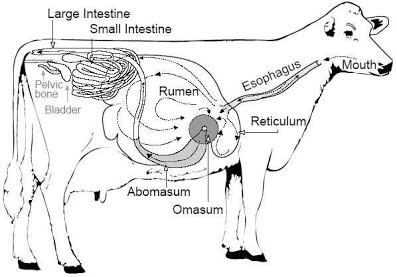 Large Intestine
Small Intestine
Pelvic
bone
Bladder
Rumen
Esophagus
Mouth
Reticulum
Abomasum
Omasum